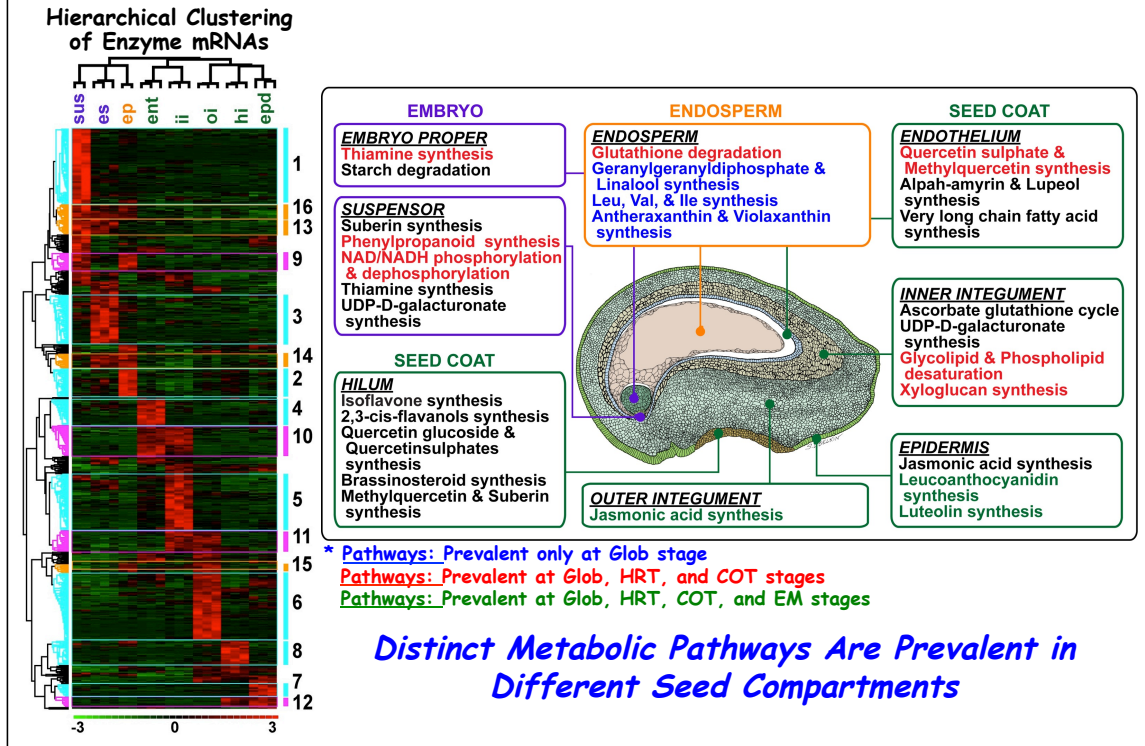 Hierarchical Clustering
of Enzyme mRNAs
sus
es
ep
ent
ii
oi
hi
epd
1
16
13
9
3
14
2
4
10
5
11
15
6
8
7
12
-3
0
3
EMBRYO
EMBRYO PROPER
Thiamine synthesis
Starch degradation
SUSPENSOR
Suberin synthesis
Phenylpropanoid synthesis
NAD/NADH phosphorylation
& dephosphorylation
Thiamine synthesis
UDP-D-galacturonate
synthesis
SEED COAT
HILUM
Isoflavone synthesis
2,3-cis-flavanols synthesis
Quercetin glucoside &
Quercetinsulphates
synthesis
Brassinosteroid synthesis
Methylquercetin & Suberin
synthesis
ENDOSPERM
ENDOSPERM
Glutathione degradation
Geranylgeranyldiphosphate &
Linalool synthesis
Leu, Val, & Ile synthesis
Antheraxanthin & Violaxanthin
synthesis
OUTER INTEGUMENT
Jasmonic acid synthesis
SEED COAT
ENDOTHELIUM
Quercetin sulphate &
Methylquercetin synthesis
Alpah-amyrin & Lupeol
synthesis
Very long chain fatty acid
synthesis
INNER INTEGUMENT
Ascorbate glutathione cycle
UDP-D-galacturonate
synthesis
Glycolipid & Phospholipid
desaturation
Xyloglucan synthesis
EPIDERMIS
Jasmonic acid synthesis
Leucoanthocyanidin
synthesis
Luteolin synthesis
* Pathways: Prevalent only at Glob stage
Pathways: Prevalent at Glob, HRT, and COT stages
Pathways: Prevalent at Glob, HRT, COT, and EM stages
Distinct Metabolic Pathways Are Prevalent in
Different Seed Compartments